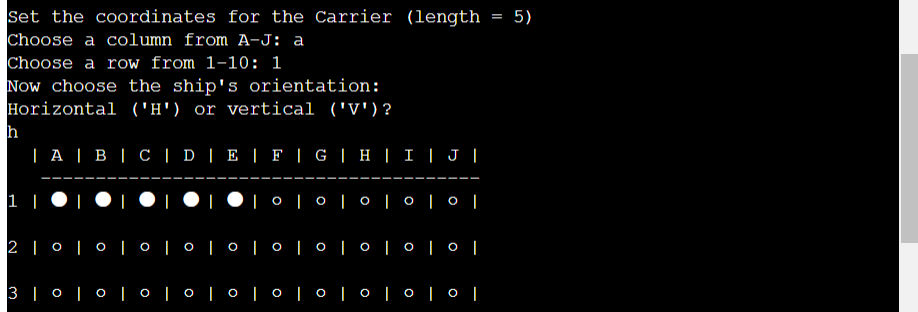 Set the coordinates for the Carrier (length = 5)
Choose a column from A-J: a
Choose a row from 1-10: 1
Now choose the ship's orientation:
Horizontal ('H') or vertical ('V')?
h
| A | B | C | D | E | F | G | H | I | J |
-----------------------------------------
1 | ● | ● | ● | ● | ● | ○ | ○ | ○ | ○ | ○ |
2 | ○ | ○ | ○ | ○ | ○ | ○ | ○ | ○ | ○ | ○ |
3 | ○ | ○ | ○ | ○ | ○ | ○ | ○ | ○ | ○ | ○ |